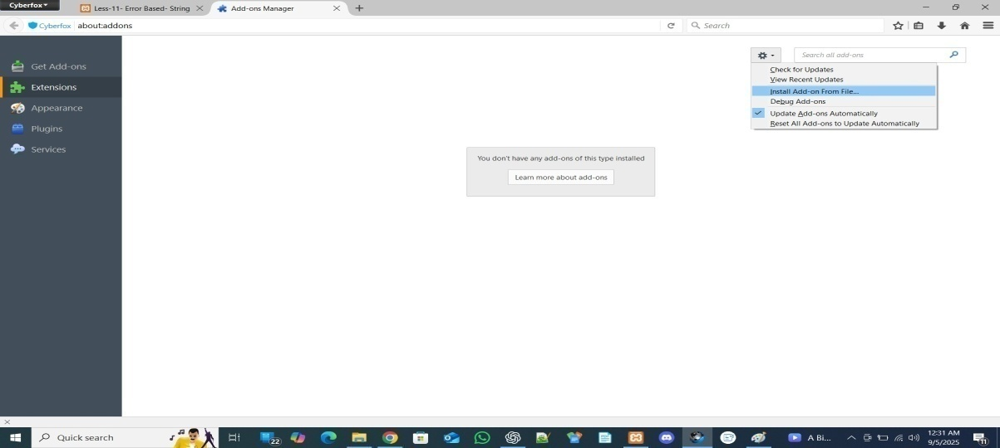 Cyberfox
Less-11- Error Based- String
Add-ons Manager
Cyberfox about:addons
Search
Get Add-ons
Extensions
Appearance
Plugins
Services
Search all add-ons
Check for Updates
View Recent Updates
Install Add-on From File...
Debug Add-ons
Update Add-ons Automatically
Reset All Add-ons to Update Automatically
You don't have any add-ons of this type installed
Learn more about add-ons
Quick search
22
A Bi...
12:31 AM
9/5/2025
11